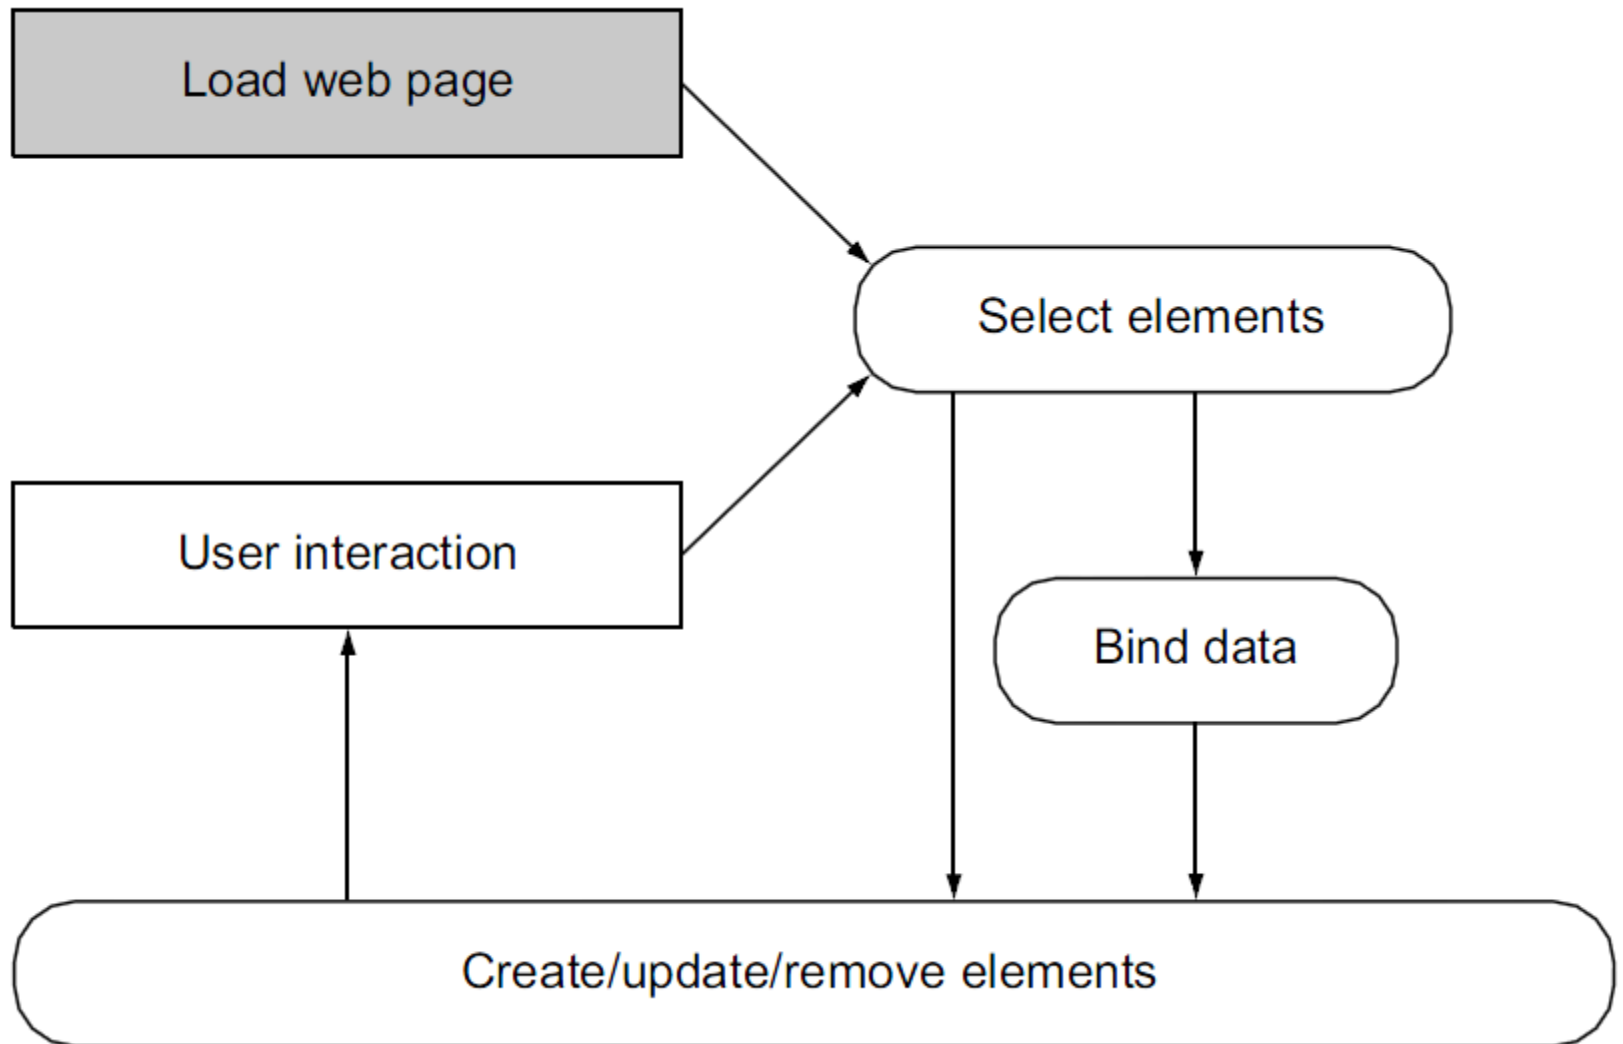 Load web page
Select elements
User interaction
Bind data
Create/update/remove elements